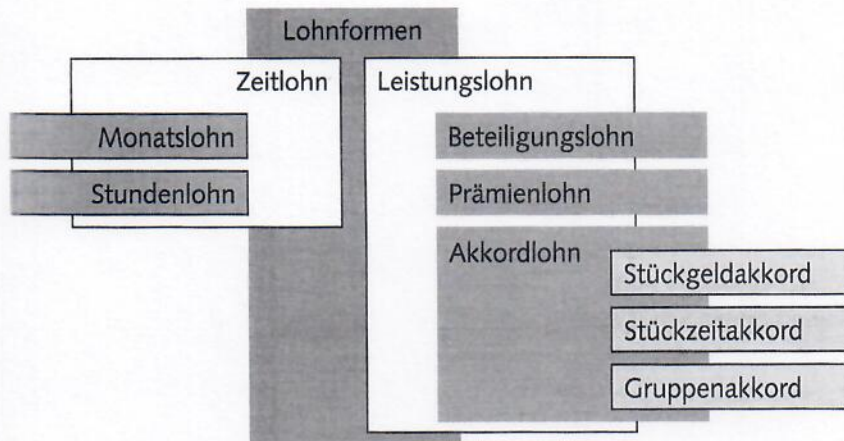 Lohnformen
Zeitlohn
Monatslohn
Stundenlohn
Leistungslohn
Beteiligungslohn
Prämienlohn
Akkordlohn
Stückgeldakkord
Stückzeitakkord
Gruppenakkord